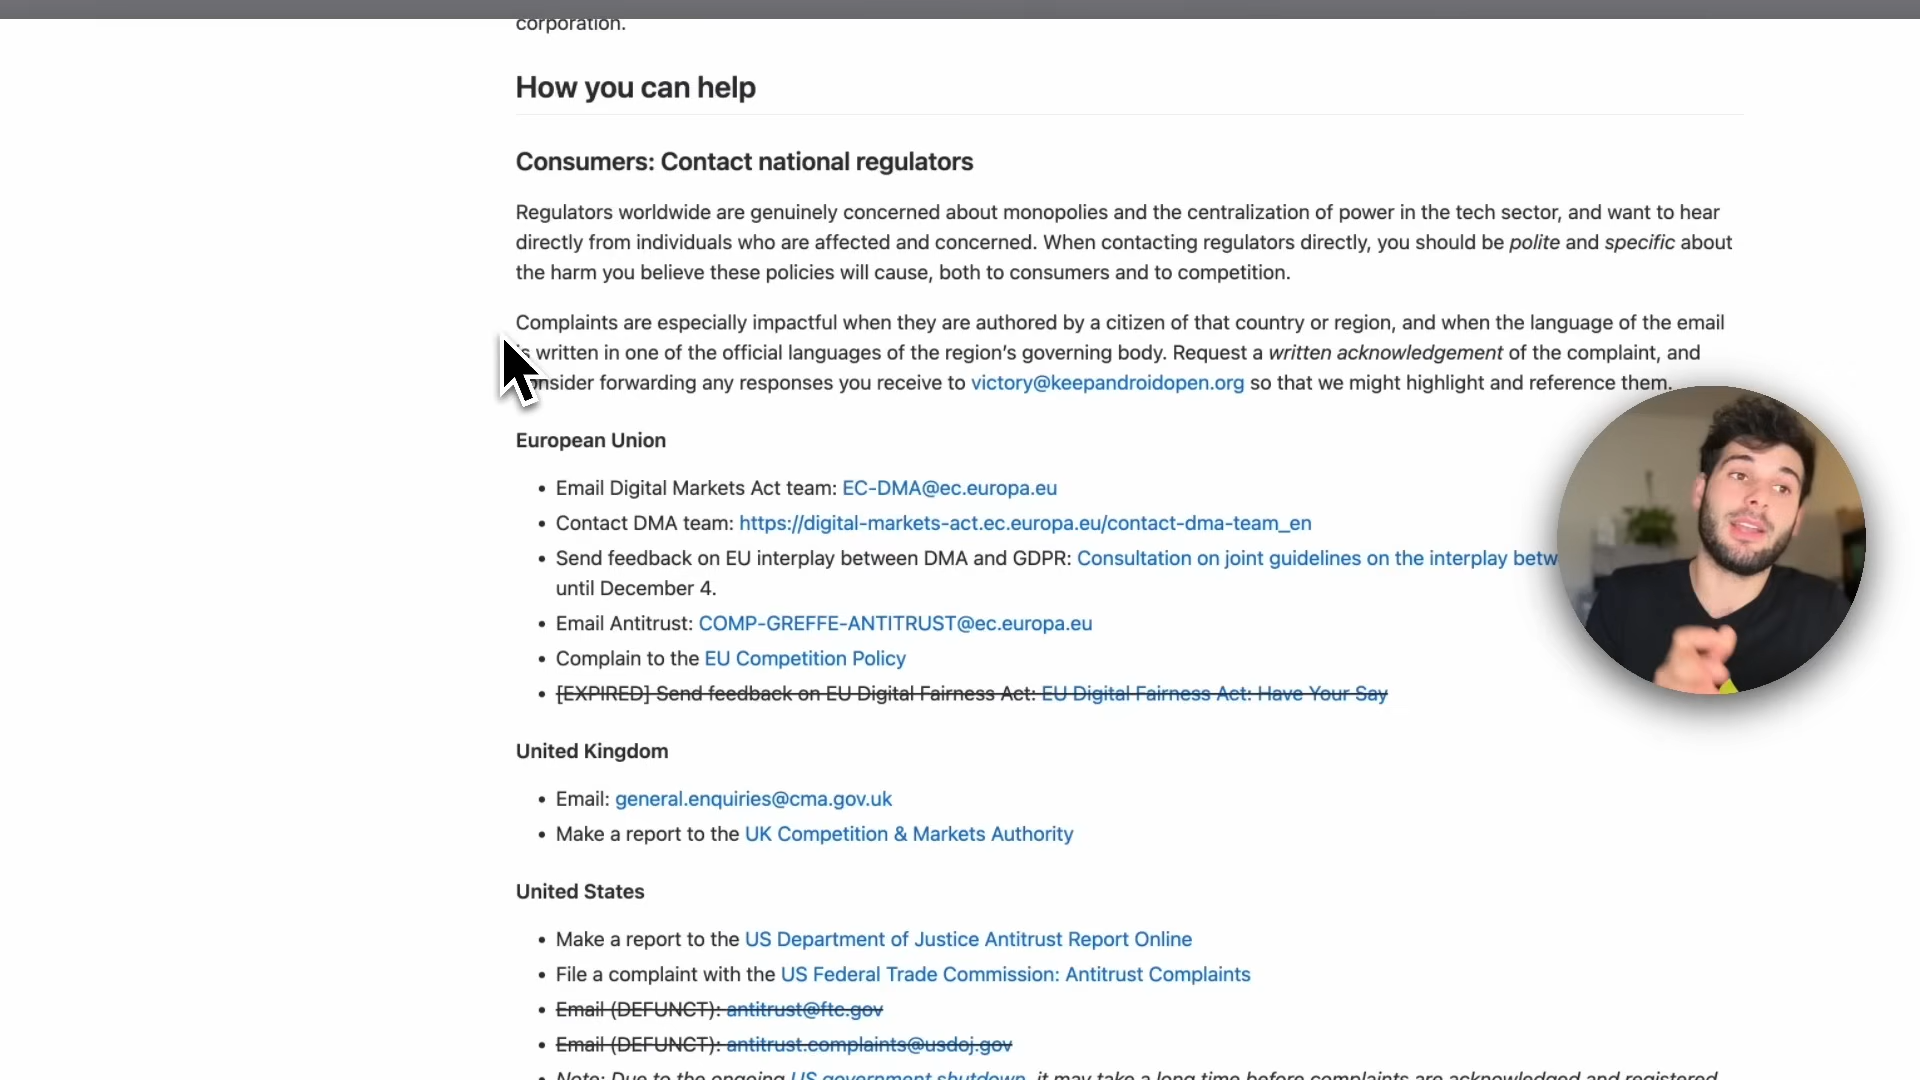 corporation.
How you can help
Consumers: Contact national regulators
Regulators worldwide are genuinely concerned about monopolies and the centralization of power in the tech sector, and want to hear
directly from individuals who are affected and concerned. When contacting regulators directly, you should be polite and specific about
the harm you believe these policies will cause, both to consumers and to competition.
Complaints are especially impactful when they are authored by a citizen of that country or region, and when the language of the email
is written in one of the official languages of the region's governing body. Request a written acknowledgement of the complaint, and
consider forwarding any responses you receive to victory@keepandroidopen.org so that we might highlight and reference them.
European Union
• Email Digital Markets Act team: EC-DMA@ec.europa.eu
• Contact DMA team: https://digital-markets-act.ec.europa.eu/contact-dma-team_en
• Send feedback on EU interplay between DMA and GDPR: Consultation on joint guidelines on the interplay betw
until December 4.
• Email Antitrust: COMP-GREFFE-ANTITRUST@ec.europa.eu
• Complain to the EU Competition Policy
• [EXPIRED] Send feedback on EU Digital Fairness Act: EU Digital Fairness Act: Have Your Say
United Kingdom
• Email: general.enquiries@cma.gov.uk
• Make a report to the UK Competition & Markets Authority
United States
• Make a report to the US Department of Justice Antitrust Report Online
• File a complaint with the US Federal Trade Commission: Antitrust Complaints
• Email (DEFUNCT): antitrust@ftc.gov
• Email (DEFUNCT): antitrust.complaints@usdoj.gov
• Note: Due to the ongoing US government shutdown, it may take a long time before complaints are acknowledged and registered